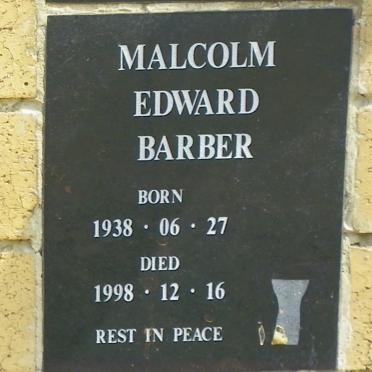 MALCOLM
EDWARD
BARBER
BORN
1938 · 06 · 27
DIED
1998 · 12 · 16
REST IN PEACE